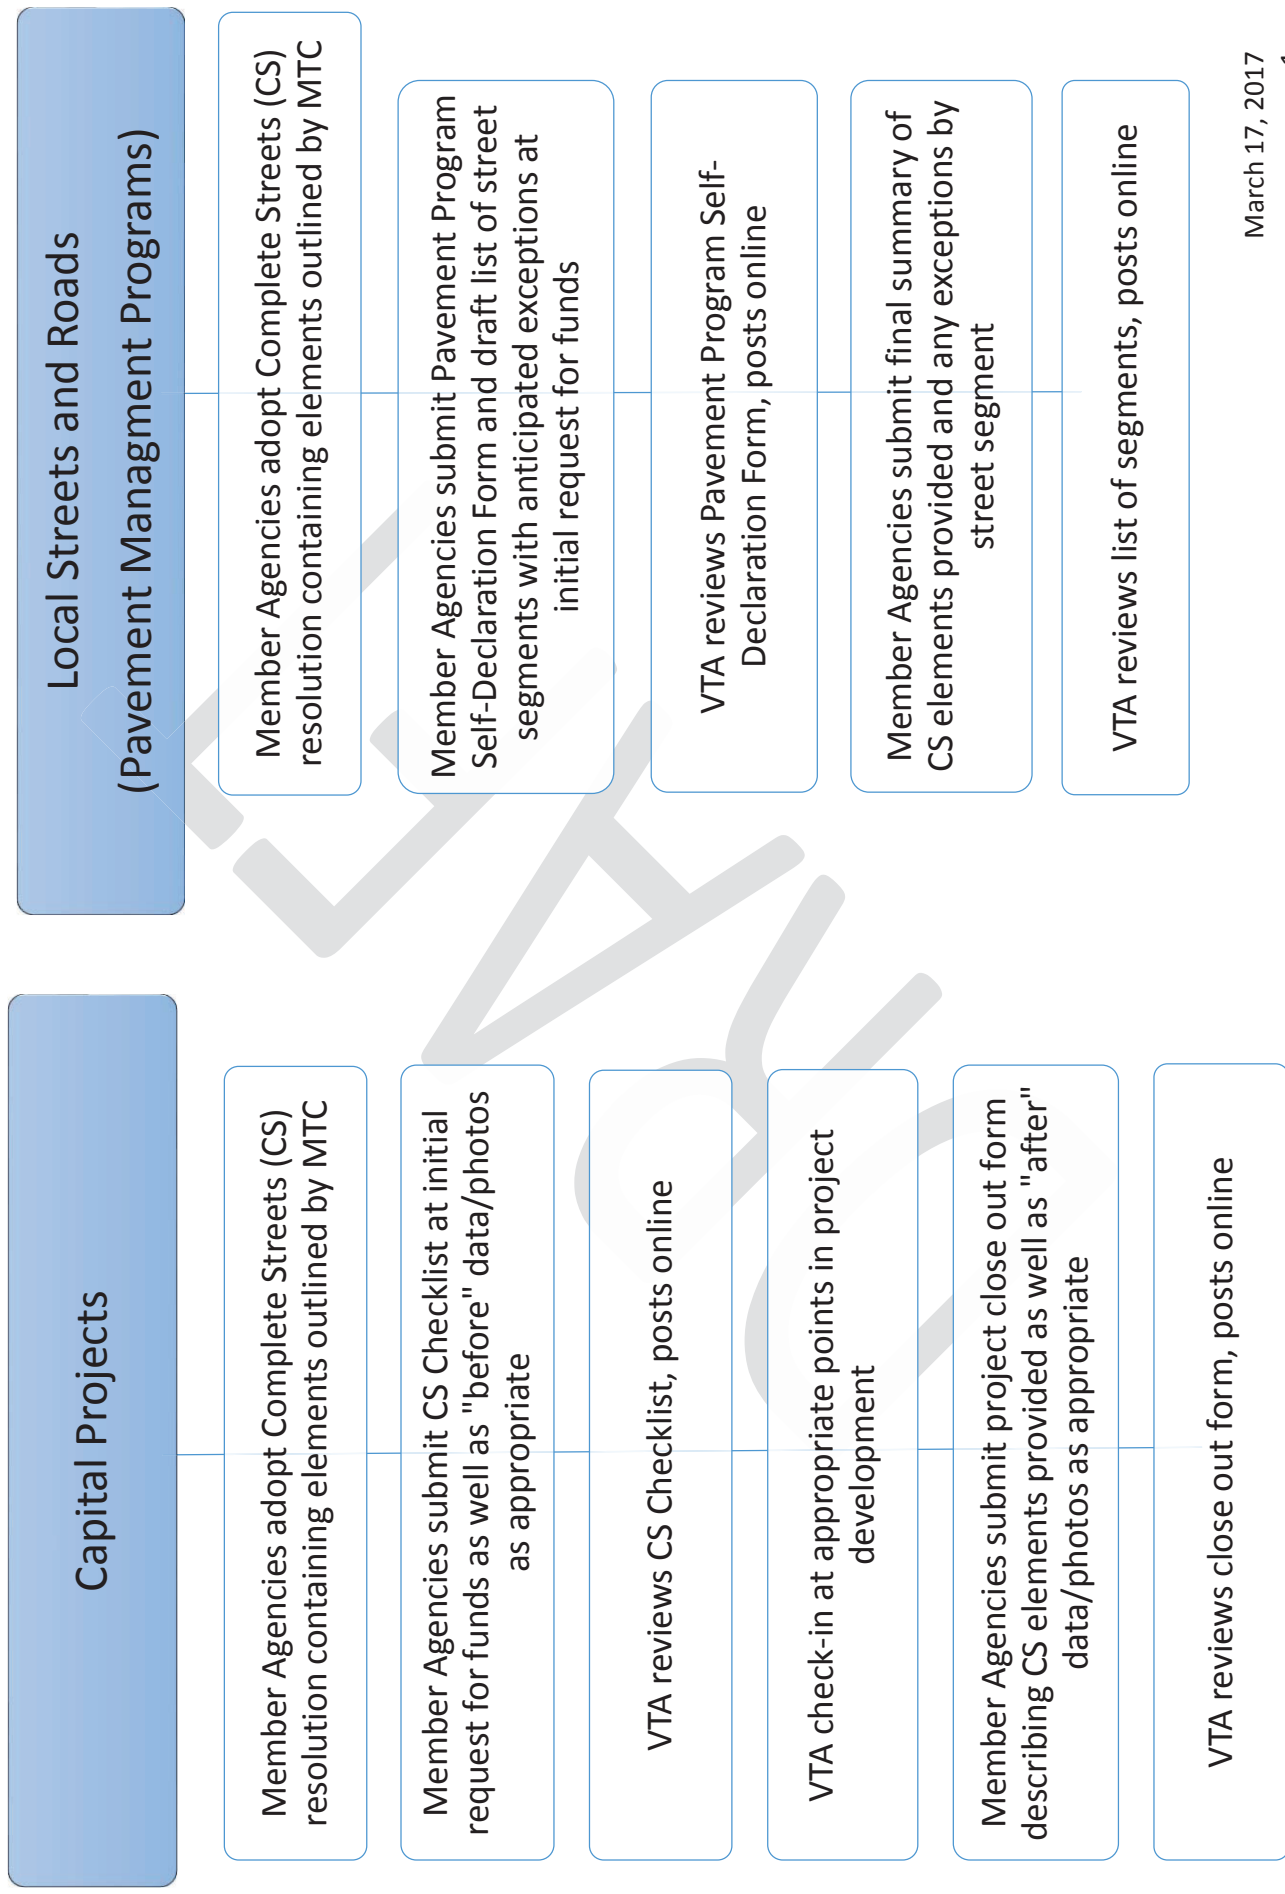 Capital Projects
Member Agencies adopt Complete Streets (CS)
resolution containing elements outlined by MTC
Member Agencies submit CS Checklist at initial
request for funds as well as "before" data/photos
as appropriate
VTA reviews CS Checklist, posts online
VTA check-in at appropriate points in project
development
Member Agencies submit project close out form
describing CS elements provided as well as "after"
data/photos as appropriate
VTA reviews close out form, posts online
Local Streets and Roads
(Pavement Managment Programs)
Member Agencies adopt Complete Streets (CS)
resolution containing elements outlined by MTC
Member Agencies submit Pavement Program
Self-Declaration Form and draft list of street
segments with anticipated exceptions at
initial request for funds
VTA reviews Pavement Program Self-
Declaration Form, posts online
Member Agencies submit final summary of
CS elements provided and any exceptions by
street segment
VTA reviews list of segments, posts online
March 17, 2017
DRAFT